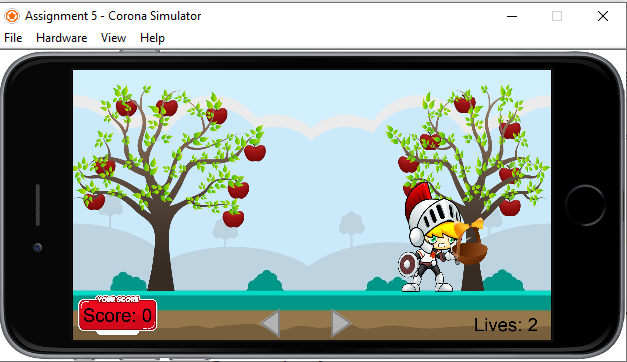 Assignment 5 - Corona Simulator
File Hardware View Help
YOUR SCORE
Score: 0
Lives: 2